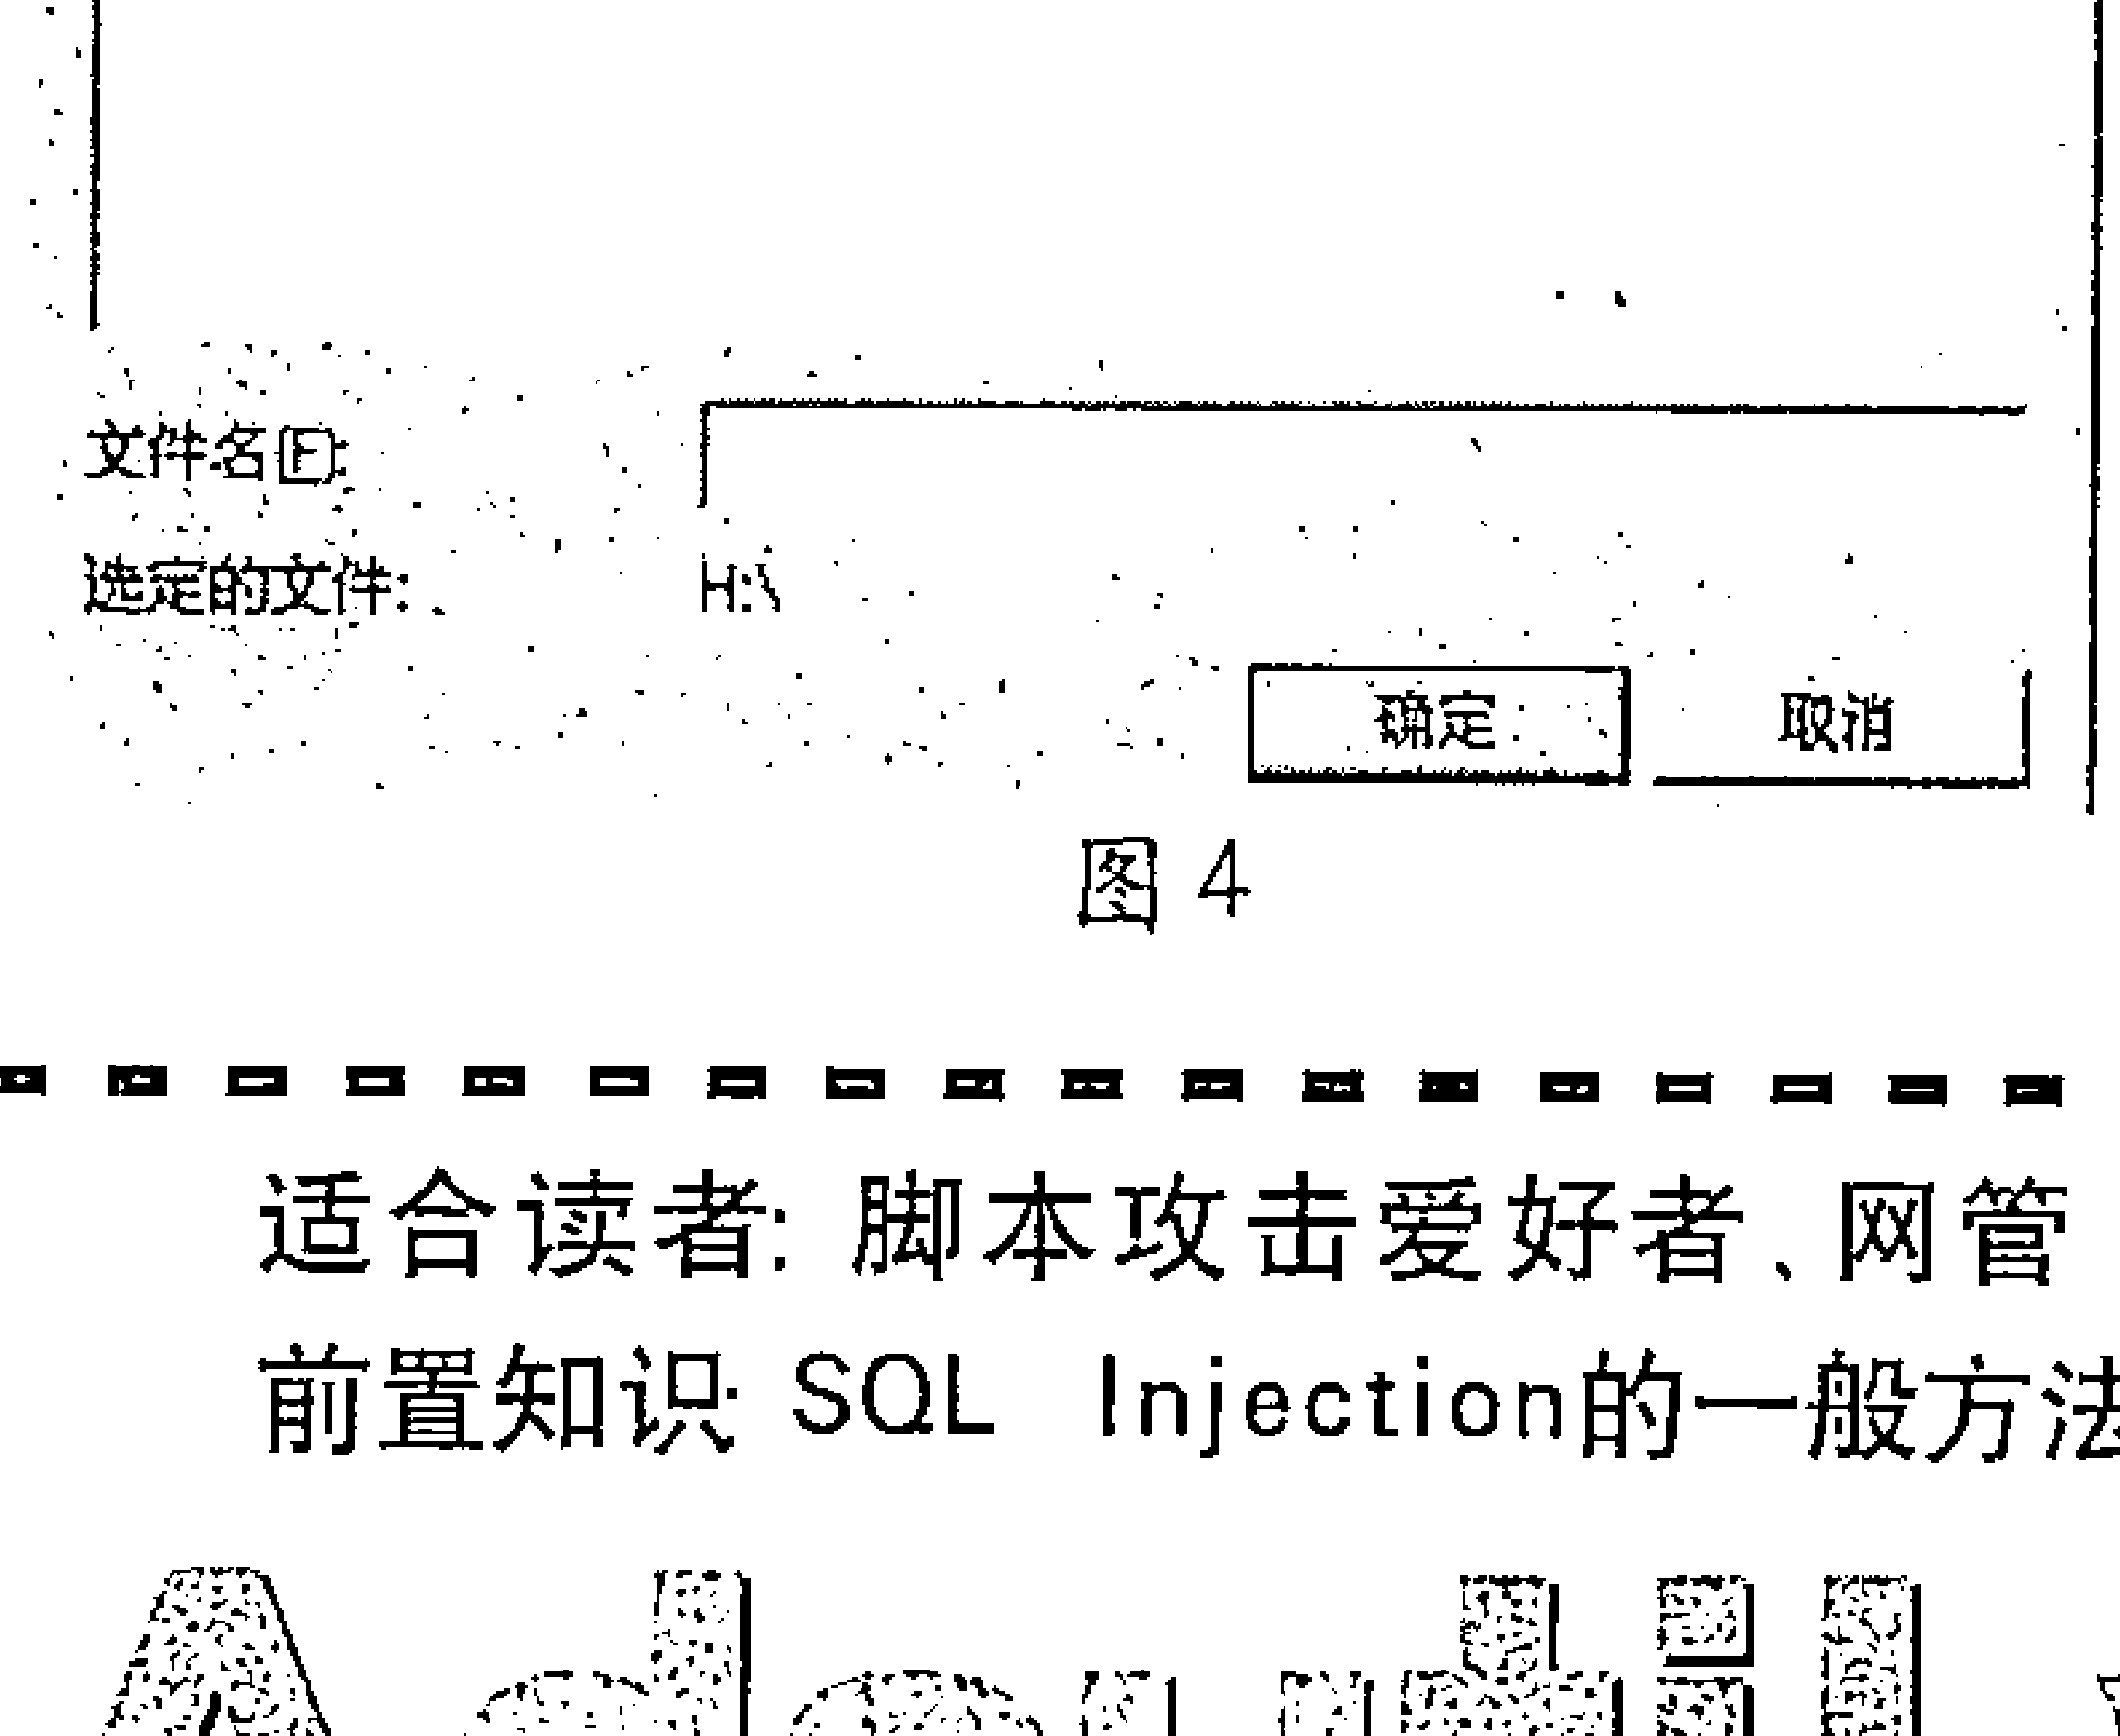 文件名(F):
选定的文件:
H:\
确定
取消
图 4
适合读者: 脚本攻击爱好者、网管
前置知识: SQL Injection的一般方法